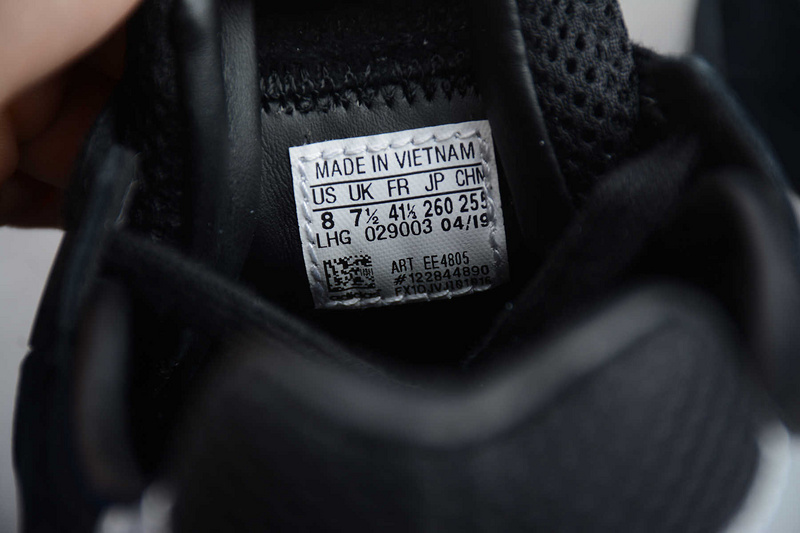 MADE IN VIETNAM
US UK FR JP CHN
8 7½ 41⅓ 260 255
LHG 029003 04/19
ART EE4805
#122844890